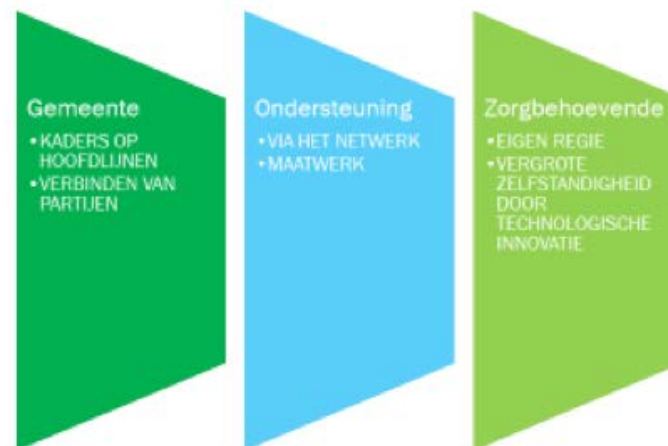 Gemeente
•KADERS OP
HOOFDLIJNEN
•VERBINDEN VAN
PARTIJEN
Ondersteuning
•VIA HET NETWERK
•MAATWERK
Zorgbehoevende
•EIGEN REGIE
•VERGROTE
ZELFSTANDIGHEID
DOOR
TECHNOLOGISCHE
INNOVATIE